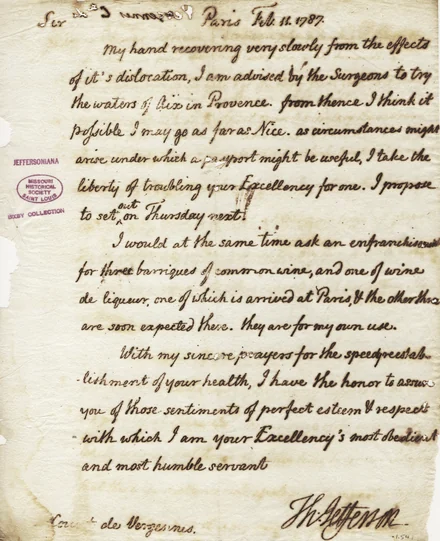 Vergennes Cte de
Sir Paris Feb. 11. 1787.
My hand recovering very slowly from the effects
of it's dislocation, I am advised by the Surgeons to try
the waters of Aix in Provence. from thence I think it
possible I may go as far as Nice. as circumstances might
arise under which a passport might be useful, I take the
liberty of troubling your Excellency for one. I propose
to set out on Thursday next.
I would at the same time ask an enfranchisement
for three barriques of common wine, and one of wine
de liqueur, one of which is arrived at Paris, & the other three
are soon expected there. they are for my own use.
With my sincere prayers for the speedy reestab-
-lishment of your health, I have the honor to assure
you of those sentiments of perfect esteem & respect
with which I am your Excellency's most obedient
and most humble servant
Th: Jefferson
Count de Vergennes.
JEFFERSONIANA
MISSOURI
HISTORICAL
SOCIETY
SAINT LOUIS
BIXBY COLLECTION